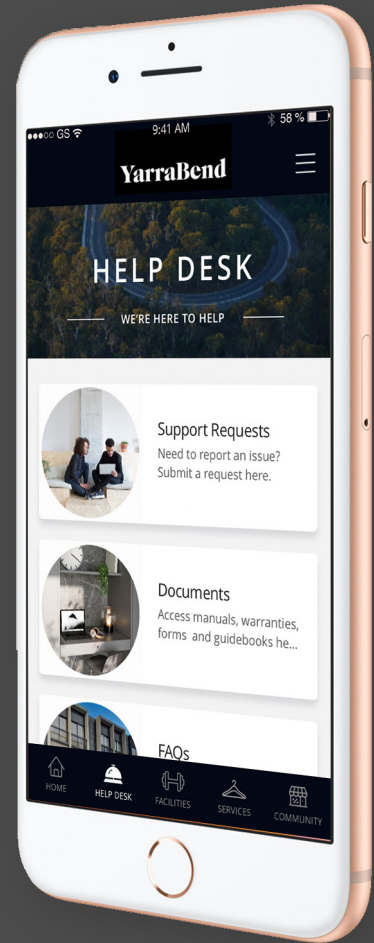 GS
9:41 AM
58 %
YarraBend
HELP DESK
WE'RE HERE TO HELP
Support Requests
Need to report an issue?
Submit a request here.
Documents
Access manuals, warranties,
forms and guidebooks he...
FAQs
HOME
HELP DESK
FACILITIES
SERVICES
COMMUNITY